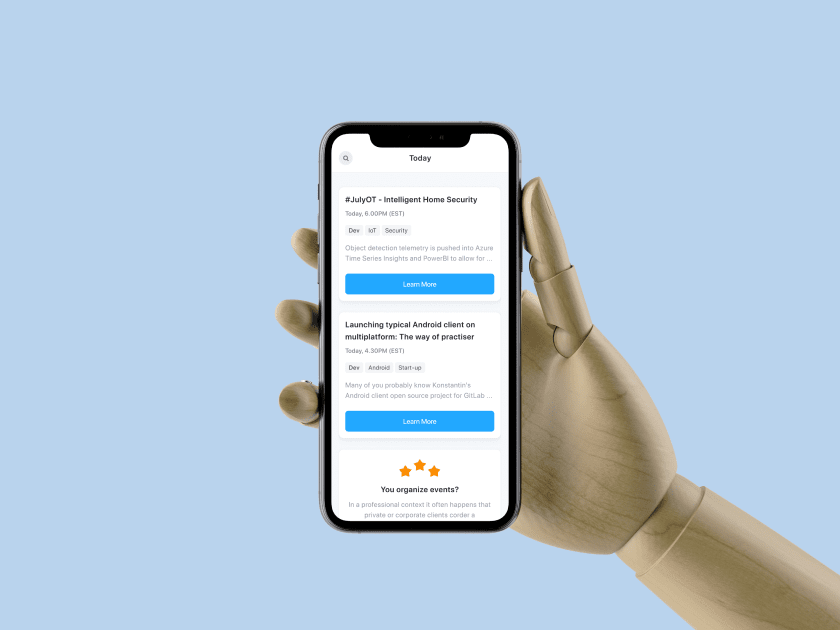 Today
#JulyOT - Intelligent Home Security
Today, 6.00PM (EST)
Dev IoT Security
Object detection telemetry is pushed into Azure
Time Series Insights and PowerBI to allow for ...
Learn More
Launching typical Android client on
multiplatform: The way of practiser
Today, 4.30PM (EST)
Dev Android Start-up
Many of you probably know Konstantin's
Android client open source project for GitLab ...
Learn More
You organize events?
In a professional context it often happens that
private or corporate clients corder a